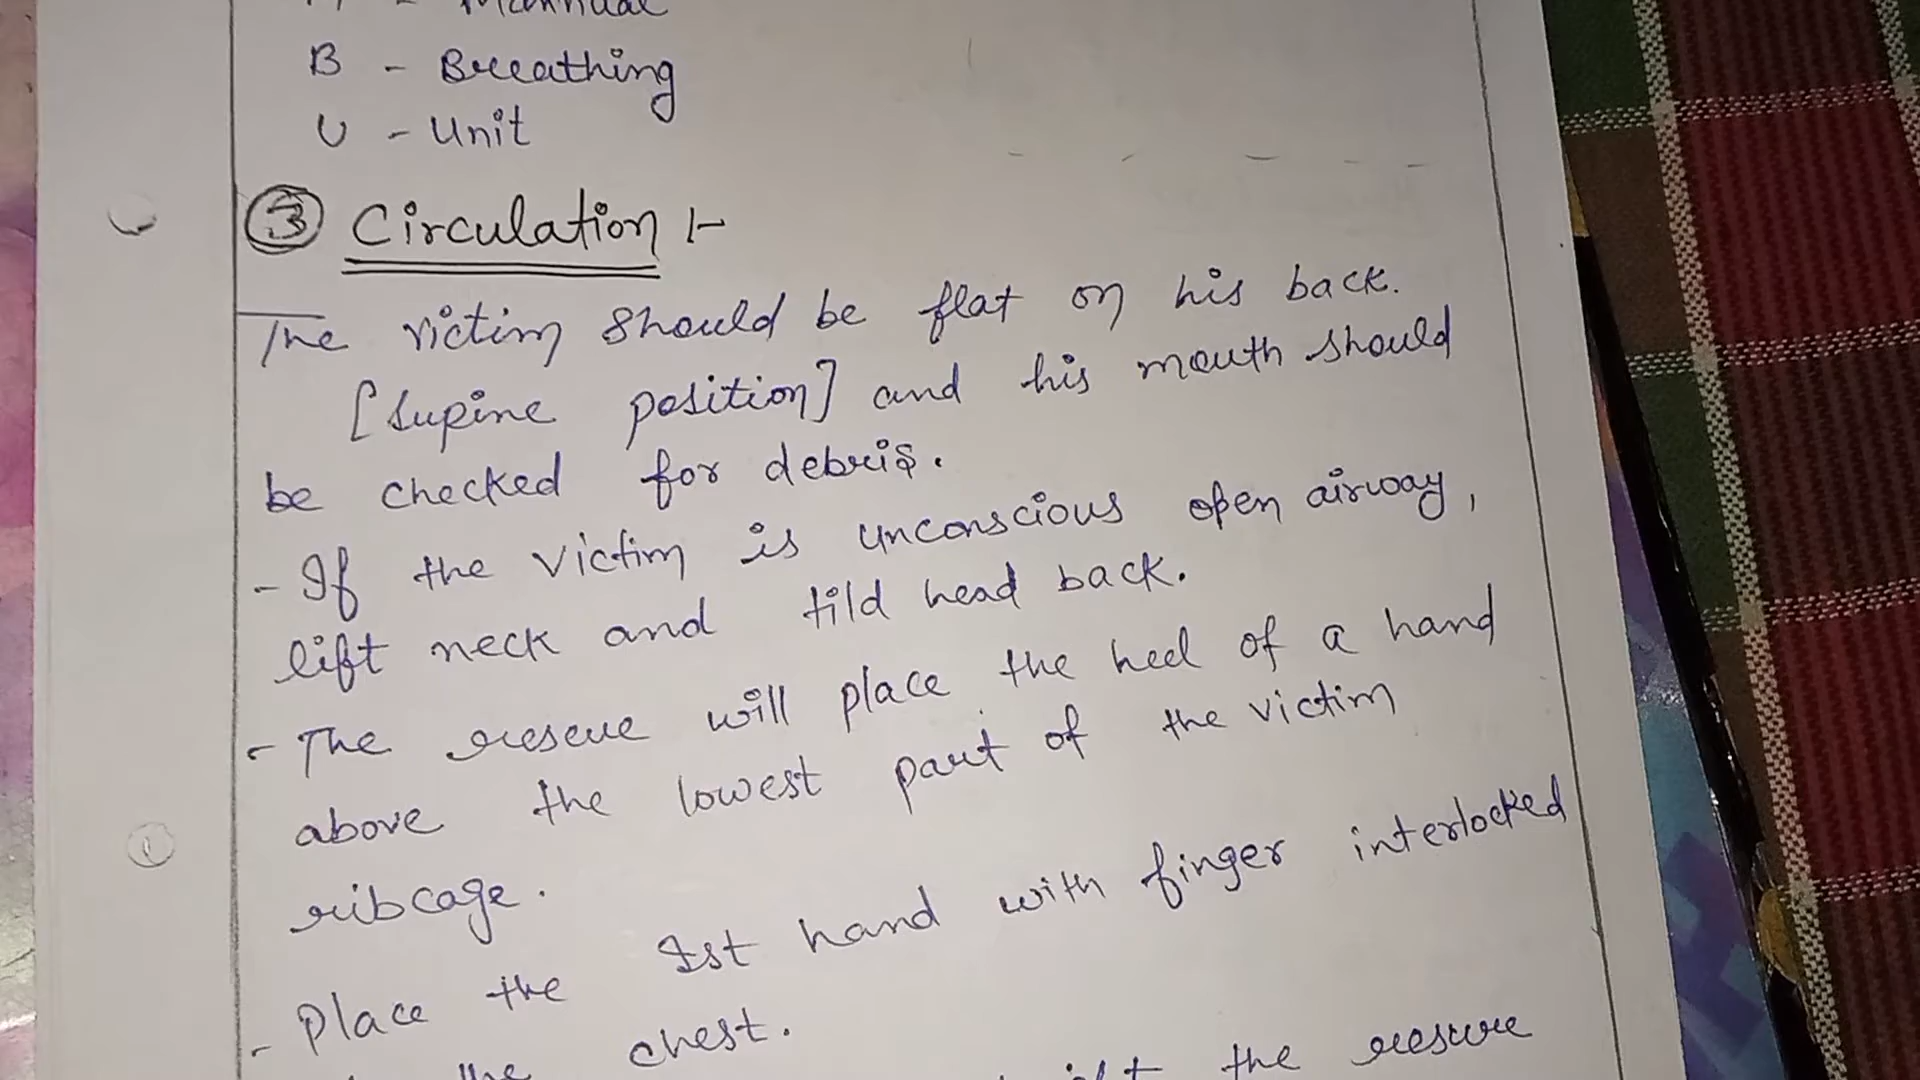 B - Breathing
U - Unit
③ Circulation :-
The victim should be flat on his back.
[supine position] and his mouth should
be checked for debris.
- If the victim is unconscious open airway,
lift neck and tild head back.
- The rescue will place the heel of a hand
above the lowest part of the victim
ribcage.
- Place the Ist hand with finger interlocked
the chest.
the rescure